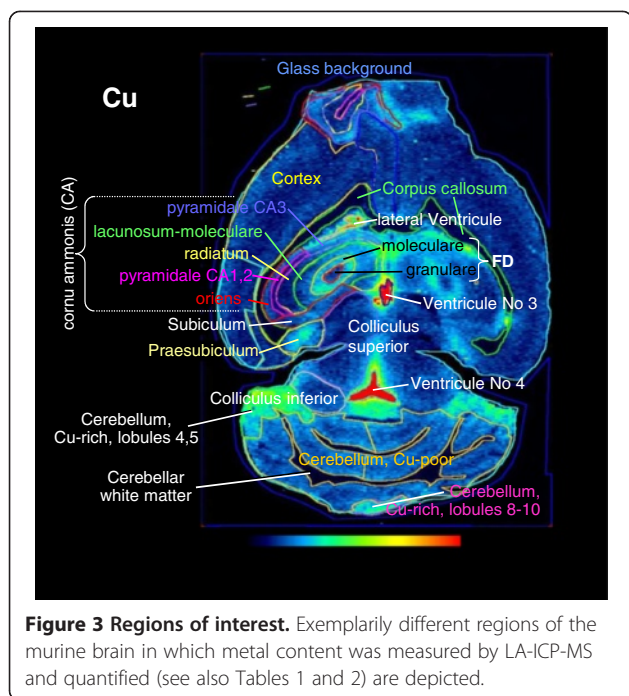 Glass background
Cu
Cortex
Corpus callosum
pyramidale CA3
lateral Ventricule
lacunosum-moleculare
moleculare
radiatum
FD
granulare
pyramidale CA1,2
cornu ammonis (CA)
oriens
Ventricule No 3
Subiculum
Colliculus
superior
Praesubiculum
Ventricule No 4
Colliculus inferior
Cerebellum,
Cu-rich, lobules 4,5
Cerebellum, Cu-poor
Cerebellar
white matter
Cerebellum,
Cu-rich, lobules 8-10
Figure 3 Regions of interest. Exemplarily different regions of the
murine brain in which metal content was measured by LA-ICP-MS
and quantified (see also Tables 1 and 2) are depicted.